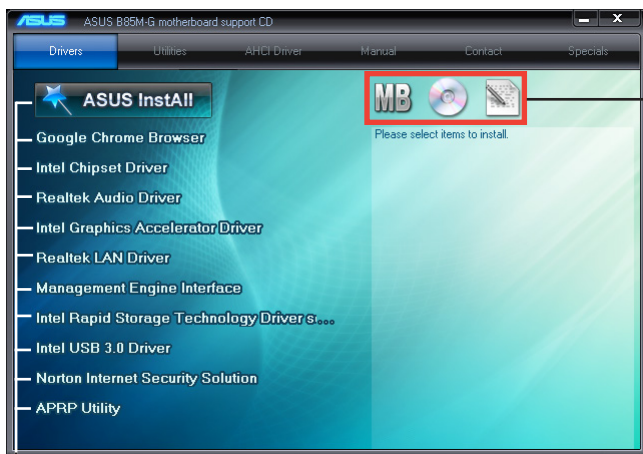 ASUS ASUS B85M-G motherboard support CD
Drivers Utilities AHCI Driver Manual Contact Specials
ASUS InstAll
MB
Google Chrome Browser
Please select items to install.
Intel Chipset Driver
Realtek Audio Driver
Intel Graphics Accelerator Driver
Realtek LAN Driver
Management Engine Interface
Intel Rapid Storage Technology Driver s...
Intel USB 3.0 Driver
Norton Internet Security Solution
APRP Utility